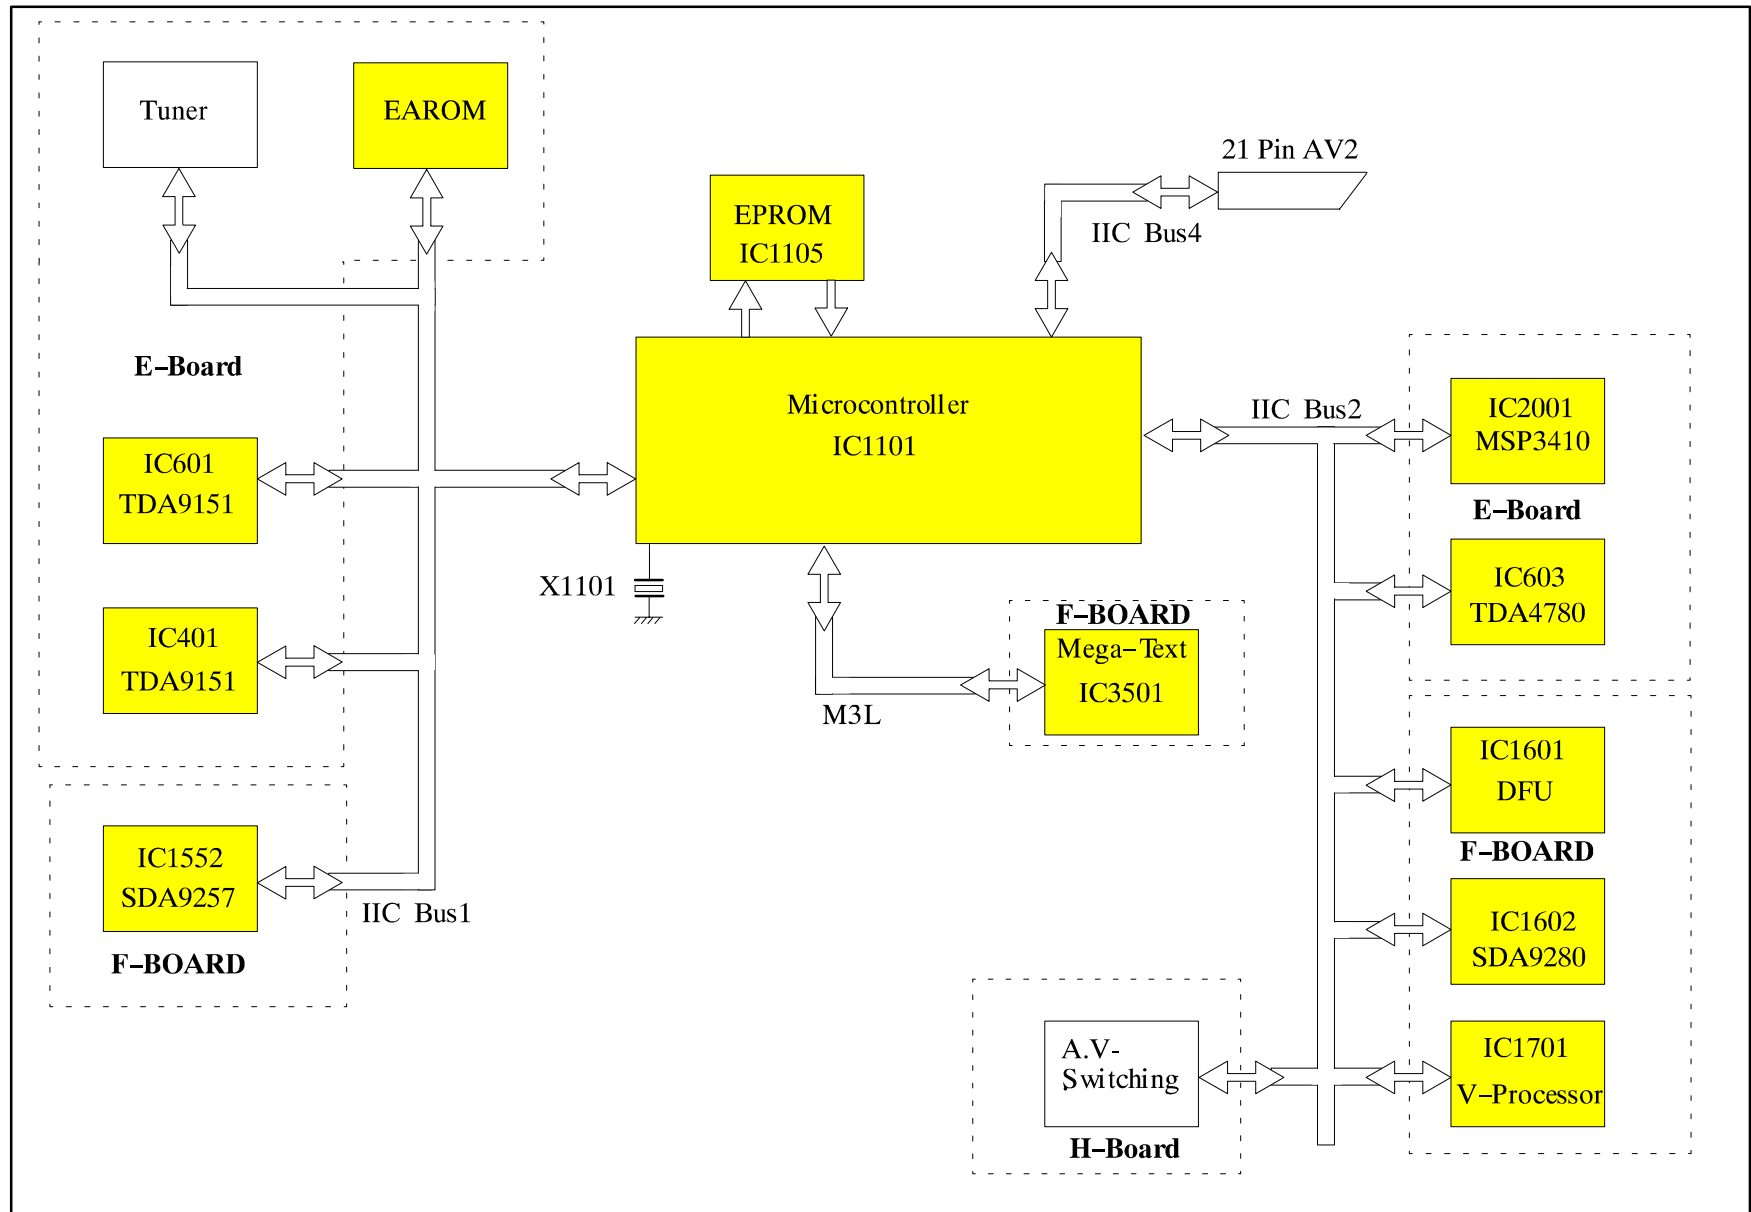 Tuner
EAROM
21 Pin AV2
EPROM
IC1105
IIC Bus4
E-Board
Microcontroller
IC1101
IIC Bus2
IC2001
MSP3410
E-Board
IC601
TDA9151
X1101
IC603
TDA4780
F-BOARD
Mega-Text
IC3501
M3L
IC401
TDA9151
IC1601
DFU
F-BOARD
IC1552
SDA9257
IIC Bus1
F-BOARD
IC1602
SDA9280
A.V-
Switching
H-Board
IC1701
V-Processor